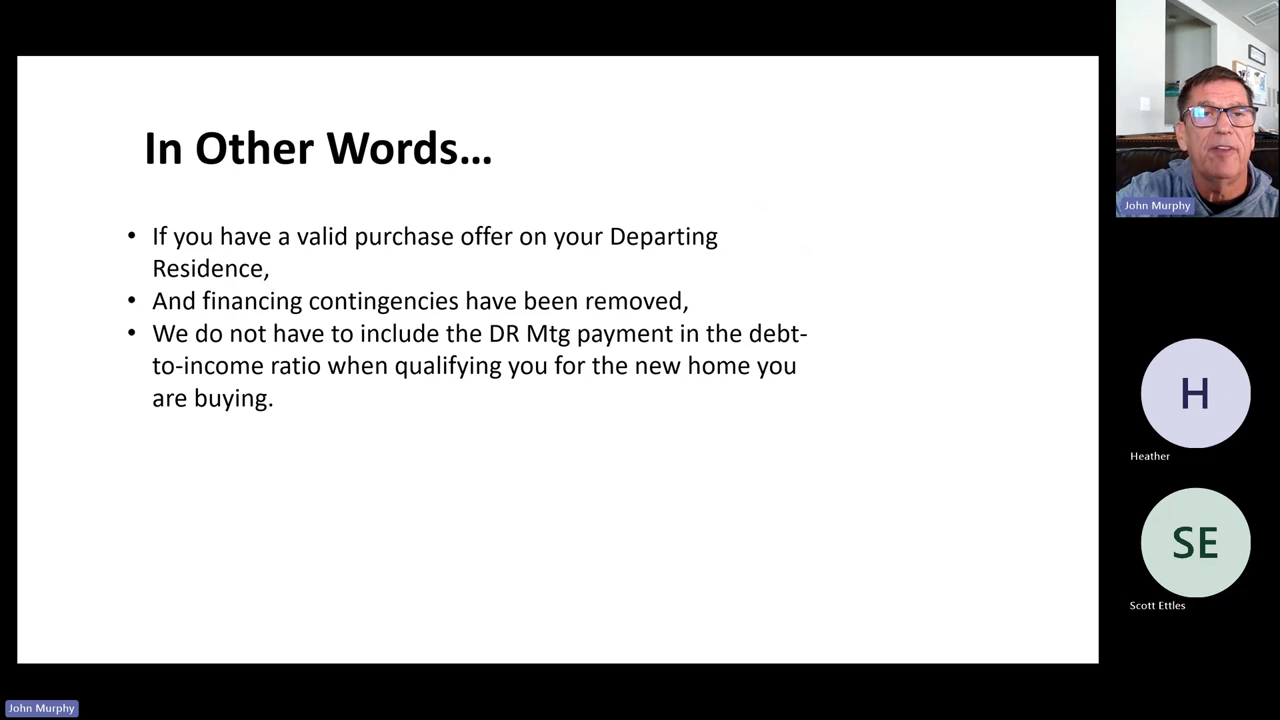 In Other Words…
• If you have a valid purchase offer on your Departing
Residence,
• And financing contingencies have been removed,
• We do not have to include the DR Mtg payment in the debt-
to-income ratio when qualifying you for the new home you
are buying.
John Murphy
H
Heather
SE
Scott Ettles
John Murphy